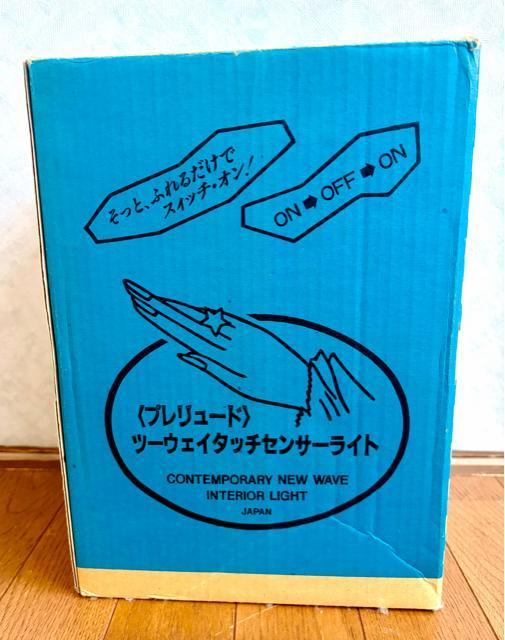 そっと、ふれるだけで
スイッチ・オン!
ON➡OFF➡ON
〈プレリュード〉
ツーウェイタッチセンサーライト
CONTEMPORARY NEW WAVE
INTERIOR LIGHT
JAPAN